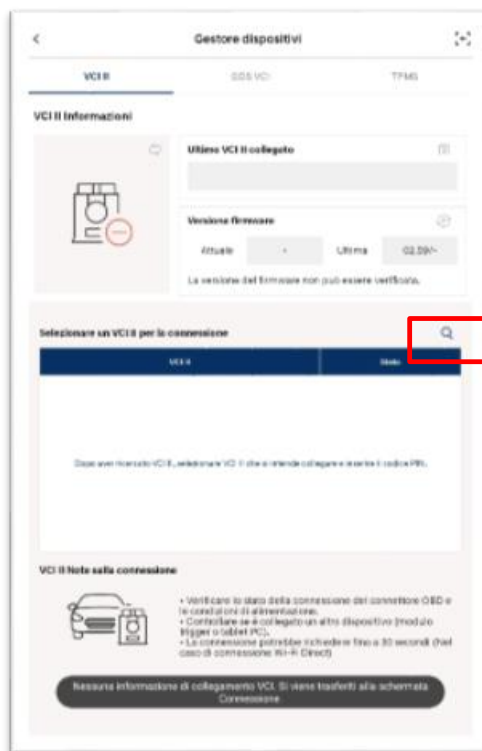 Gestore dispositivi
VCI II
GDS VCI
TPMS
VCI II Informazioni
Ultimo VCI II collegato
Versione firmware
Attuale
-
Ultima
02.59/-
La versione del firmware non può essere verificata.
Selezionare un VCI II per la connessione
VCI II
Stato
Dopo aver ricercato VCI II, selezionare VCI II che si intende collegare e inserire il codice PIN.
VCI II Note sulla connessione
• Verificare lo stato della connessione del connettore OBD e
le condizioni di alimentazione.
• Controllare se è collegato un altro dispositivo (modulo
trigger o tablet PC).
• La connessione potrebbe richiedere fino a 30 secondi (Nel
caso di connessione Wi-Fi Direct)
Nessuna informazione di collegamento VCI. Si viene trasferiti alla schermata
Connessione